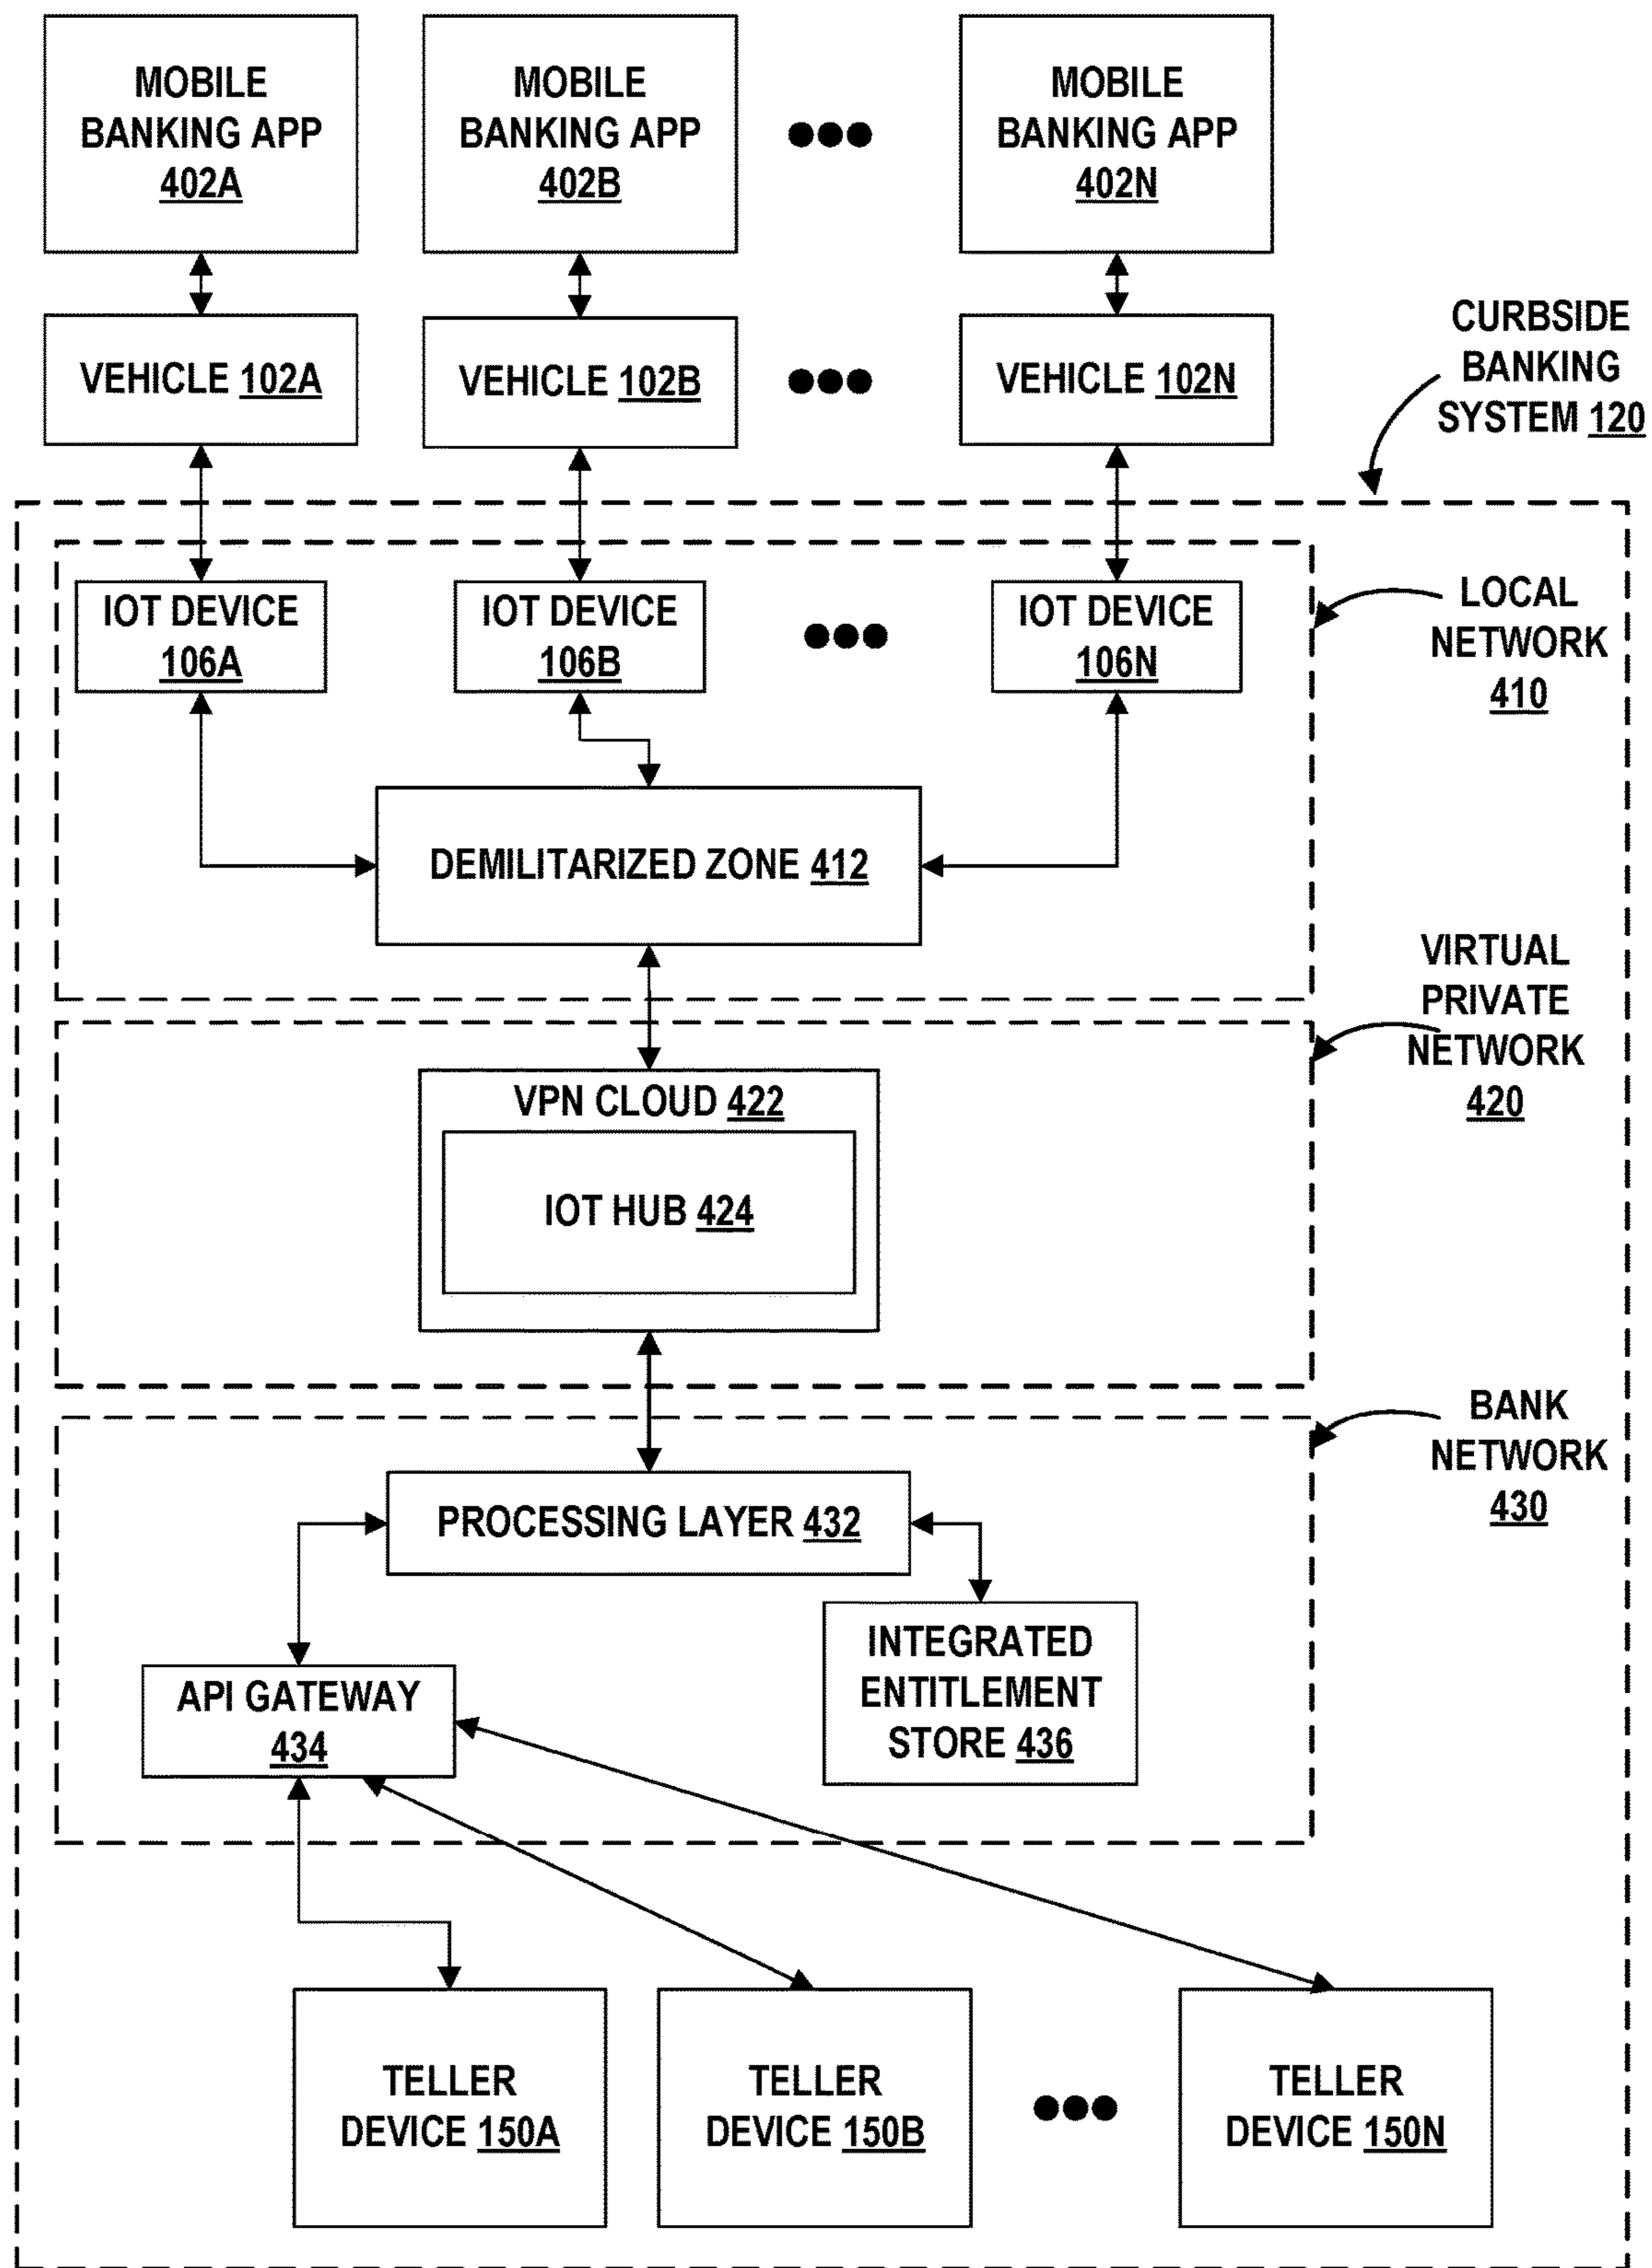 MOBILE
BANKING APP
402A
MOBILE
BANKING APP
402B
MOBILE
BANKING APP
402N
VEHICLE 102A
VEHICLE 102B
VEHICLE 102N
CURBSIDE
BANKING
SYSTEM 120
IOT DEVICE
106A
IOT DEVICE
106B
IOT DEVICE
106N
LOCAL
NETWORK
410
DEMILITARIZED ZONE 412
VIRTUAL
PRIVATE
NETWORK
420
VPN CLOUD 422
IOT HUB 424
BANK
NETWORK
430
PROCESSING LAYER 432
INTEGRATED
ENTITLEMENT
STORE 436
API GATEWAY
434
TELLER
DEVICE 150A
TELLER
DEVICE 150B
TELLER
DEVICE 150N